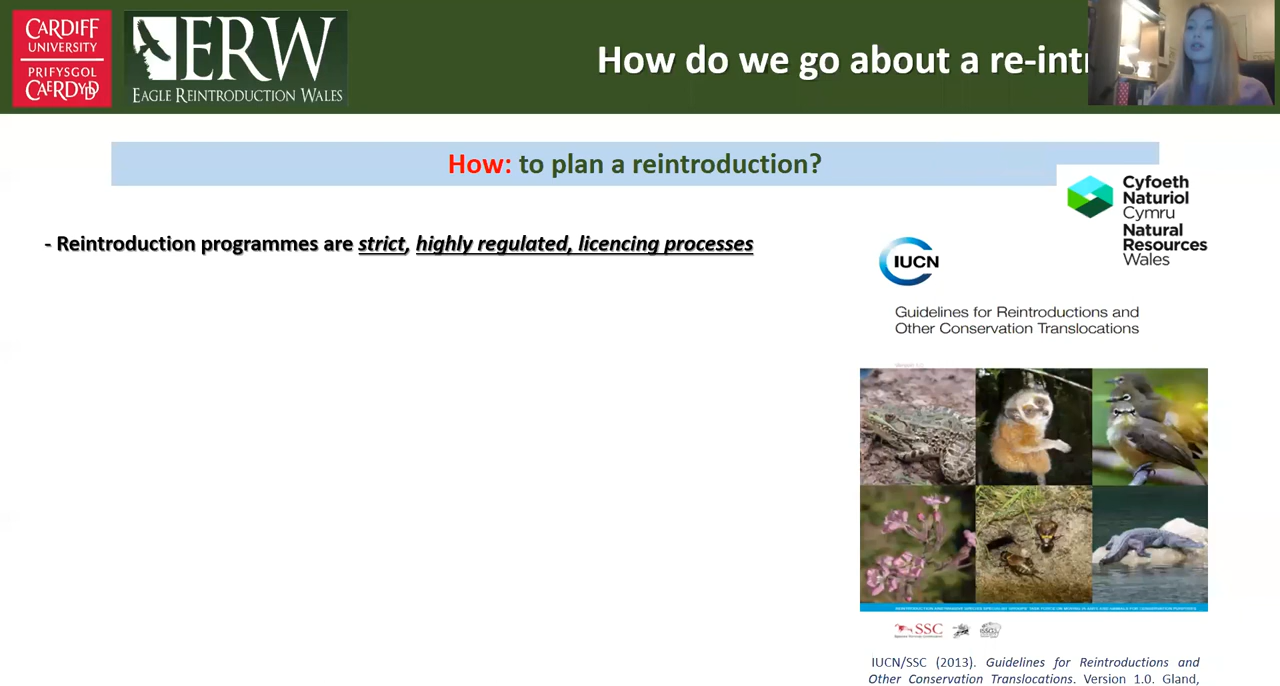 CARDIFF
UNIVERSITY
PRIFYSGOL
CAERDYDD
ERW
EAGLE REINTRODUCTION WALES
How do we go about a re-intr
How: to plan a reintroduction?
- Reintroduction programmes are strict, highly regulated, licencing processes
Cyfoeth
Naturiol
Cymru
Natural
Resources
Wales
IUCN
Guidelines for Reintroductions and
Other Conservation Translocations
SSC
IUCN/SSC (2013). Guidelines for Reintroductions and
Other Conservation Translocations. Version 1.0. Gland,